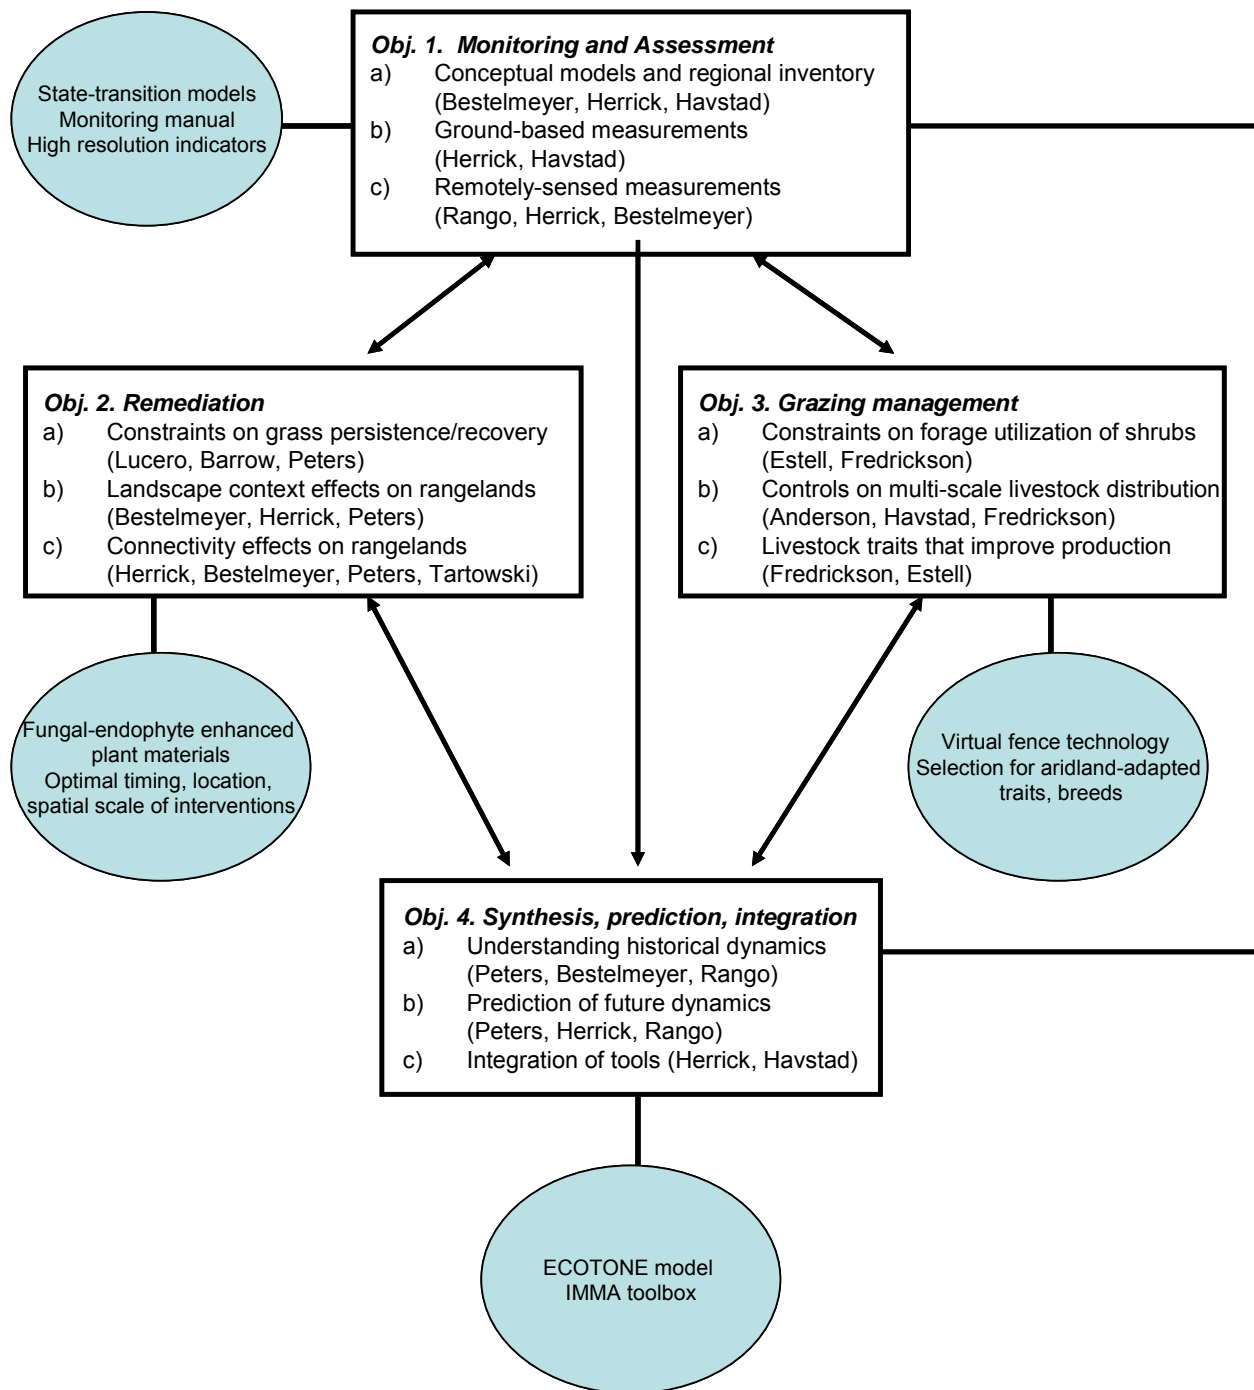 State-transition models
Monitoring manual
High resolution indicators
Obj. 1.  Monitoring and Assessment
a) Conceptual models and regional inventory
(Bestelmeyer, Herrick, Havstad)
b) Ground-based measurements
(Herrick, Havstad)
c) Remotely-sensed measurements
(Rango, Herrick, Bestelmeyer)
Obj. 2. Remediation
a) Constraints on grass persistence/recovery
(Lucero, Barrow, Peters)
b) Landscape context effects on rangelands
(Bestelmeyer, Herrick, Peters)
c) Connectivity effects on rangelands
(Herrick, Bestelmeyer, Peters, Tartowski)
Obj. 3. Grazing management
a) Constraints on forage utilization of shrubs
(Estell, Fredrickson)
b) Controls on multi-scale livestock distribution
(Anderson, Havstad, Fredrickson)
c) Livestock traits that improve production
(Fredrickson, Estell)
Fungal-endophyte enhanced
plant materials
Optimal timing, location,
spatial scale of interventions
Virtual fence technology
Selection for aridland-adapted
traits, breeds
Obj. 4. Synthesis, prediction, integration
a) Understanding historical dynamics
(Peters, Bestelmeyer, Rango)
b) Prediction of future dynamics
(Peters, Herrick, Rango)
c) Integration of tools (Herrick, Havstad)
ECOTONE model
IMMA toolbox